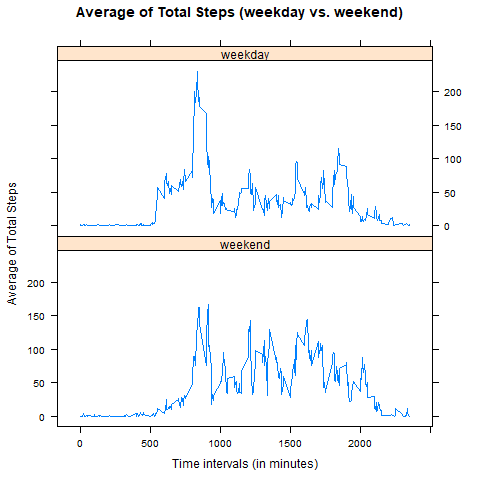 Average of Total Steps (weekday vs. weekend)
weekday
200
150
100
50
0
weekend
200
150
100
50
0
0 500 1000 1500 2000
Time intervals (in minutes)
Average of Total Steps